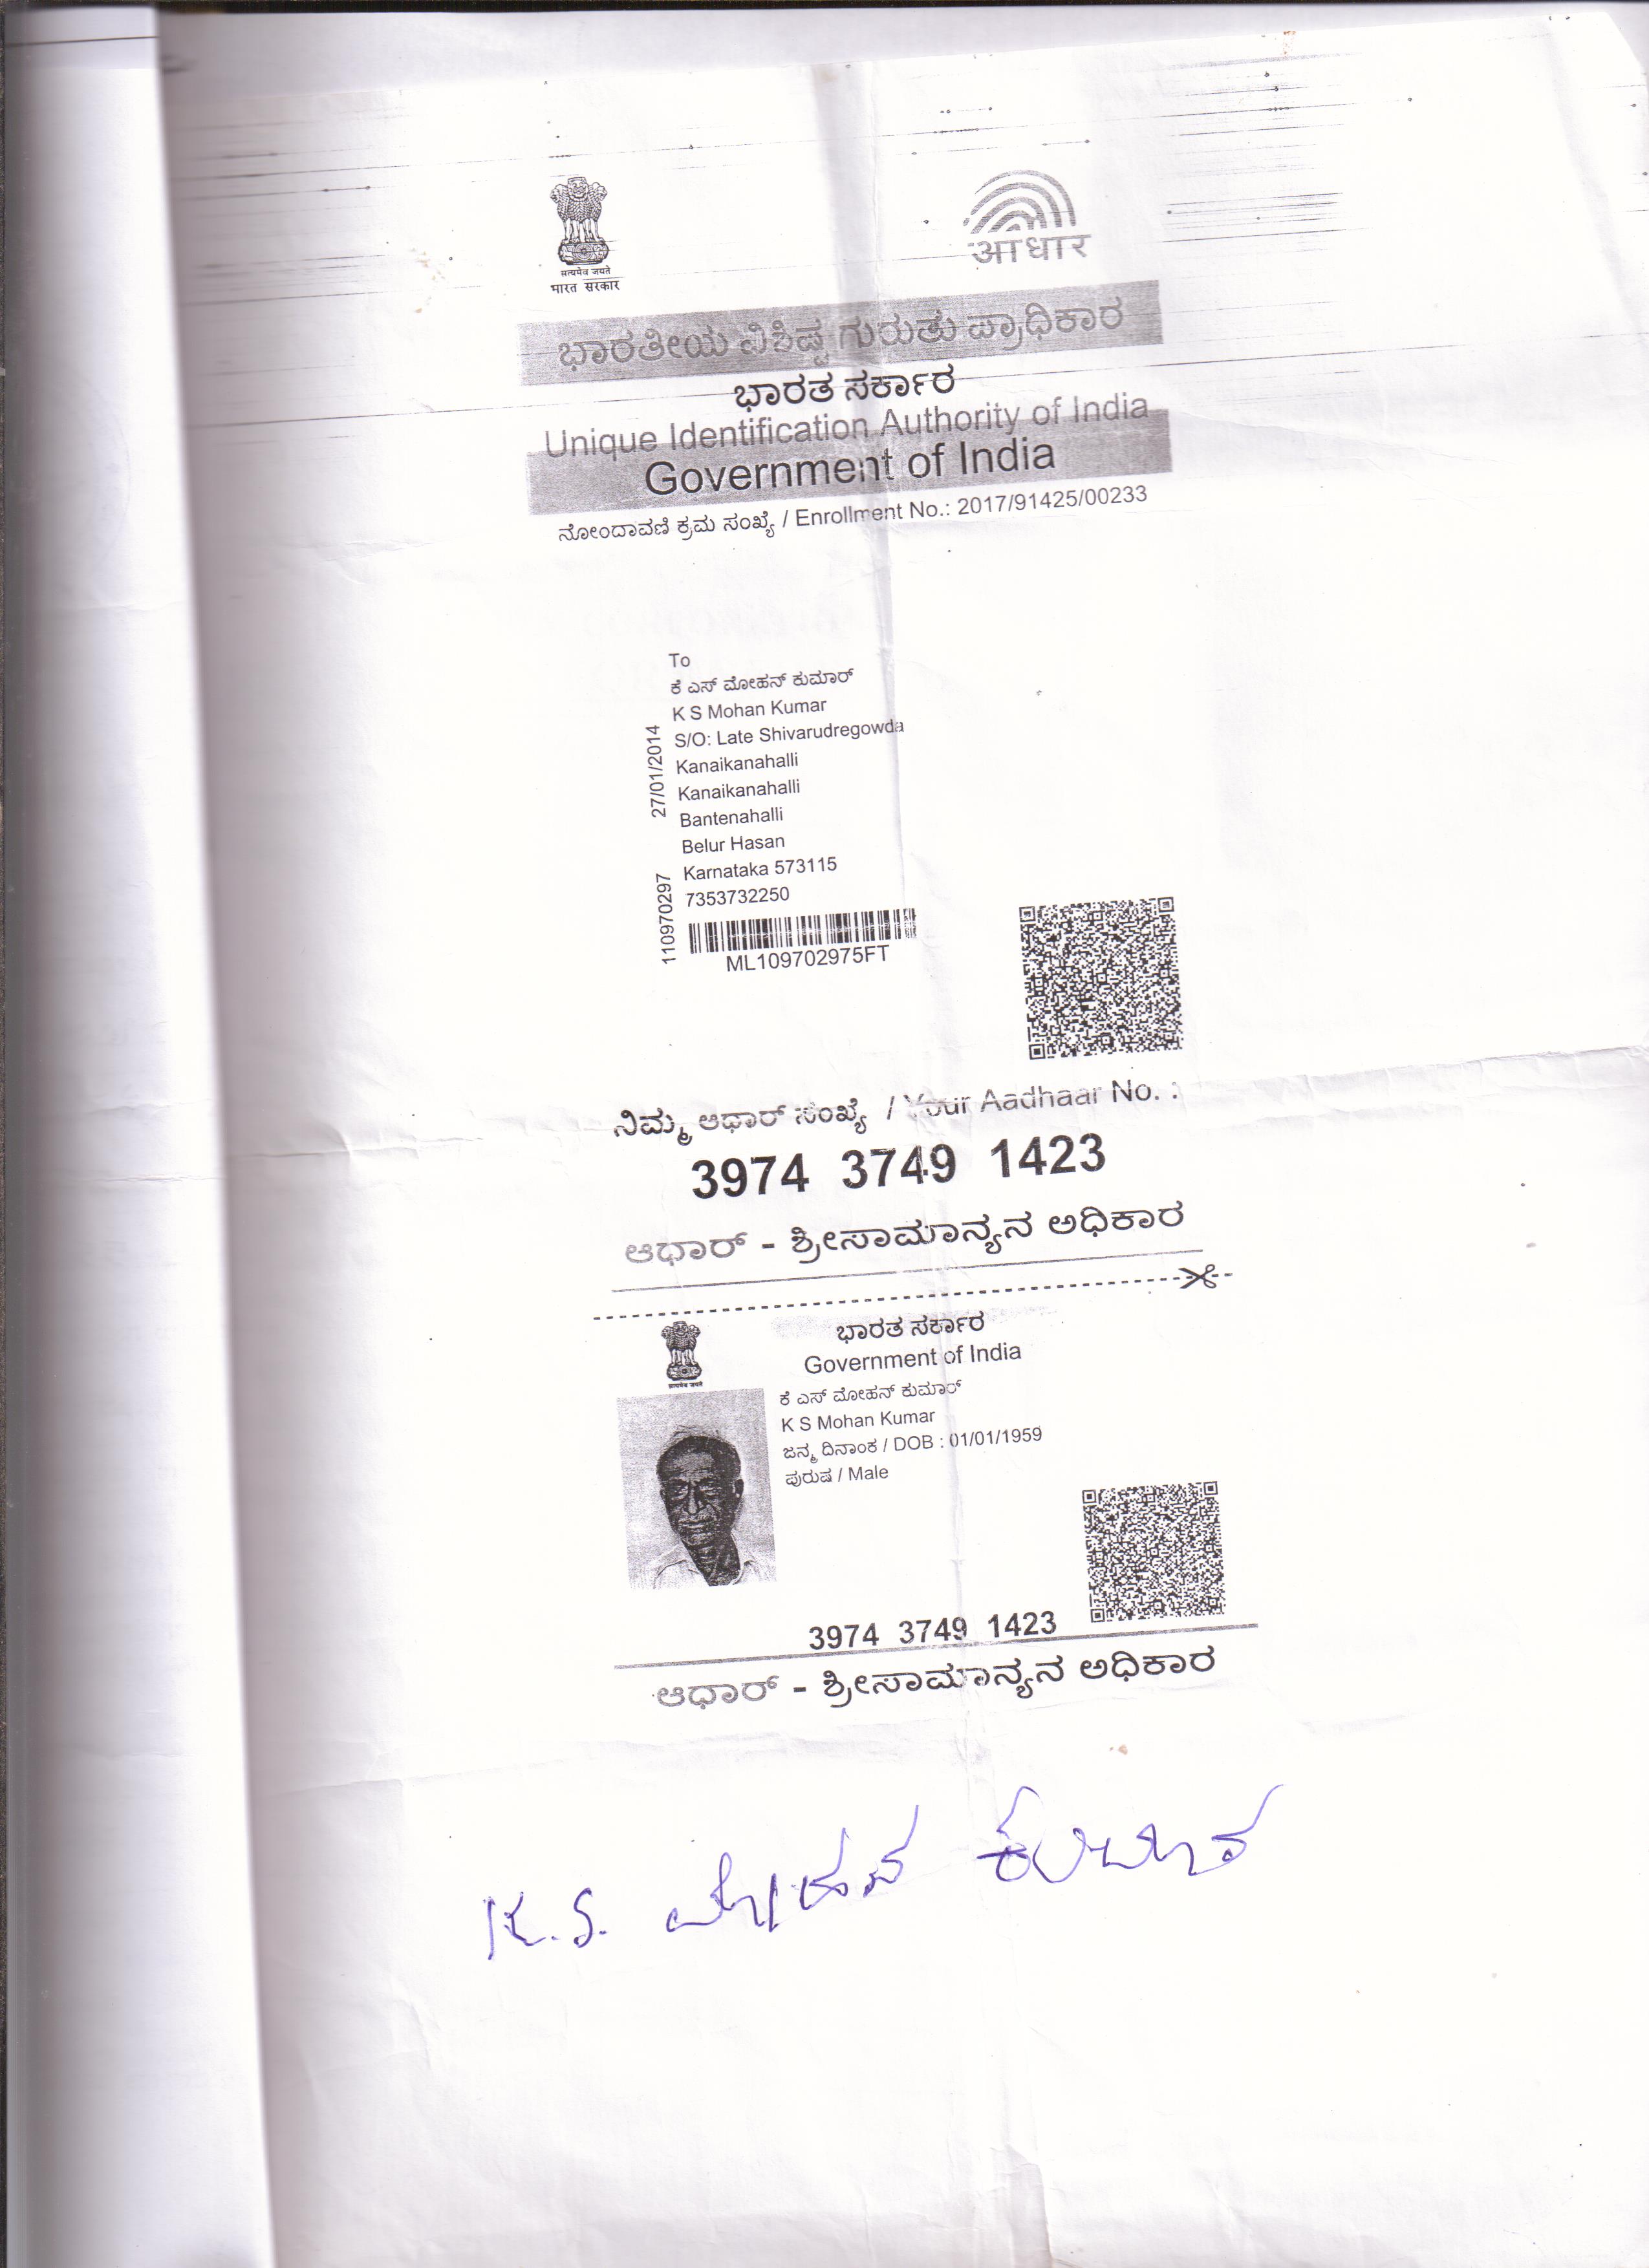 सत्यमेव जयते
भारत सरकार
आधार
ಭಾರತೀಯ ವಿಶಿಷ್ಟ ಗುರುತು ಪ್ರಾಧಿಕಾರ
ಭಾರತ ಸರ್ಕಾರ
Unique Identification Authority of India
Government of India
ನೋಂದಾವಣಿ ಕ್ರಮ ಸಂಖ್ಯೆ / Enrollment No.: 2017/91425/00233
To
ಕೆ ಎಸ್ ಮೋಹನ್ ಕುಮಾರ್
K S Mohan Kumar
S/O: Late Shivarudregowda
Kanaikanahalli
Kanaikanahalli
Bantenahalli
Belur Hasan
Karnataka 573115
7353732250
27/01/2014
110970297
ML109702975FT
ನಿಮ್ಮ ಆಧಾರ್ ಸಂಖ್ಯೆ / Your Aadhaar No. :
3974 3749 1423
ಆಧಾರ್ - ಶ್ರೀಸಾಮಾನ್ಯನ ಅಧಿಕಾರ
ಭಾರತ ಸರ್ಕಾರ
Government of India
सत्यमेव जयते
ಕೆ ಎಸ್ ಮೋಹನ್ ಕುಮಾರ್
K S Mohan Kumar
ಜನ್ಮ ದಿನಾಂಕ / DOB : 01/01/1959
ಪುರುಷ / Male
3974 3749 1423
ಆಧಾರ್ - ಶ್ರೀಸಾಮಾನ್ಯನ ಅಧಿಕಾರ
K.S. ಮೋಹನ ಕುಮಾರ